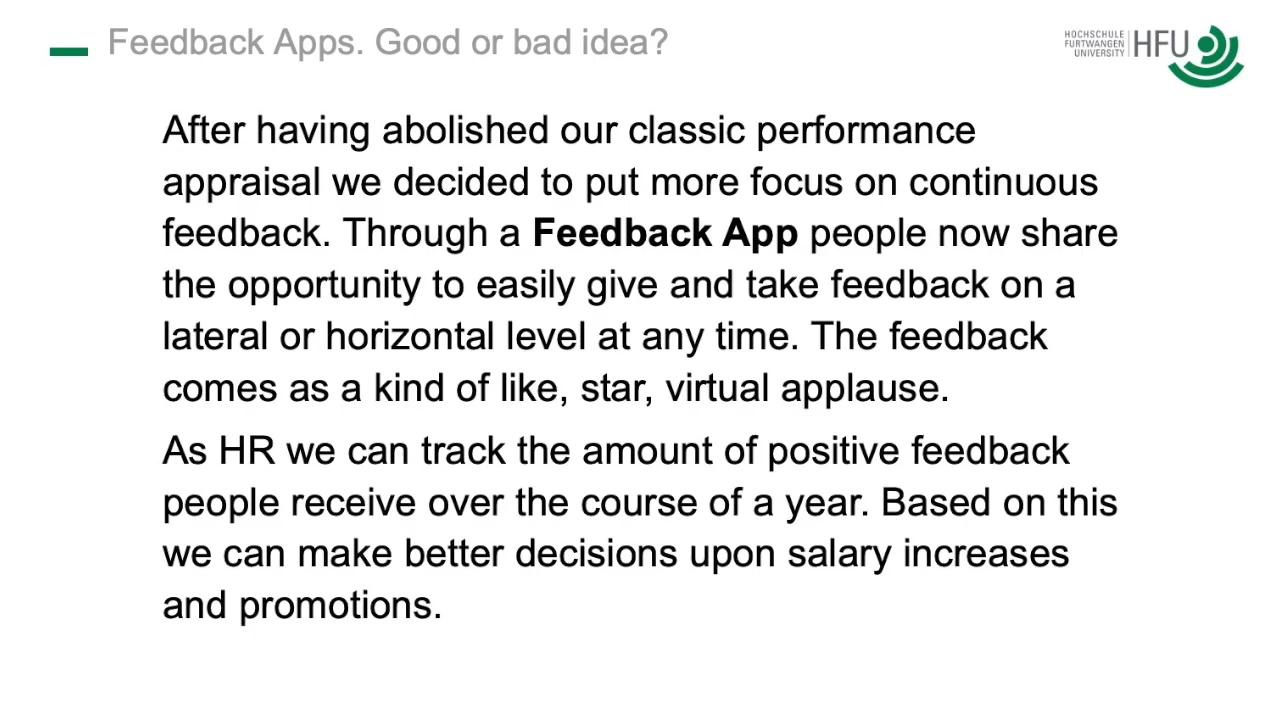 Feedback Apps. Good or bad idea?
HOCHSCHULE
FURTWANGEN
UNIVERSITY
HFU
After having abolished our classic performance
appraisal we decided to put more focus on continuous
feedback. Through a Feedback App people now share
the opportunity to easily give and take feedback on a
lateral or horizontal level at any time. The feedback
comes as a kind of like, star, virtual applause.
As HR we can track the amount of positive feedback
people receive over the course of a year. Based on this
we can make better decisions upon salary increases
and promotions.